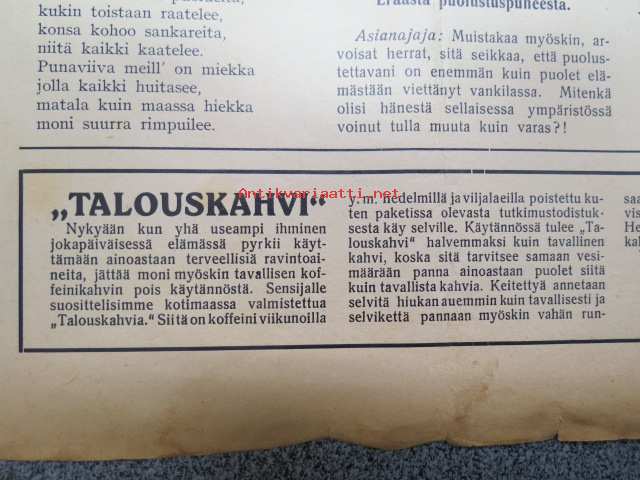 kukin toistaan raatelee,
konsa kohoo sankareita,
niitä kaikki kaatelee.
Punaviiva meill' on miekka
jolla kaikki huitasee,
matala kuin maassa hiekka
moni suurra rimpuilee.
Eräästä puolustuspuheesta.
Asianajaja: Muistakaa myöskin, ar-
voisat herrat, sitä seikkaa, että puolus-
tettavani on enemmän kuin puolet elä-
mästään viettänyt vankilassa. Mitenkä
olisi hänestä sellaisessa ympäristössä
voinut tulla muuta kuin varas?!
Antikvariaatti.net
„TALOUSKAHVI“
Nykyään kun yhä useampi ihminen
jokapäiväisessä elämässä pyrkii käyt-
tämään ainoastaan terveellisiä ravintoai-
neita, jättää moni myöskin tavallisen kof-
feinikahvin pois käytännöstä. Sensijalle
suosittelisimme kotimaassa valmistettua
„Talouskahvia.“ Siitä on koffeini viikunoilla
y. m. hedelmillä ja viljalaeilla poistettu ku-
ten paketissa olevasta tutkimustodistuk-
sesta käy selville. Käytännössä tulee „Ta-
louskahvi“ halvemmaksi kuin tavallinen
kahvi, koska sitä tarvitsee samaan vesi-
määrään panna ainoastaan puolet siitä
kuin tavallista kahvia. Keitettyä annetaan
selvitä hiukan auemmin kuin tavallisesti ja
selvikettä pannaan myöskin vahän run-
saa
vis
He
kal